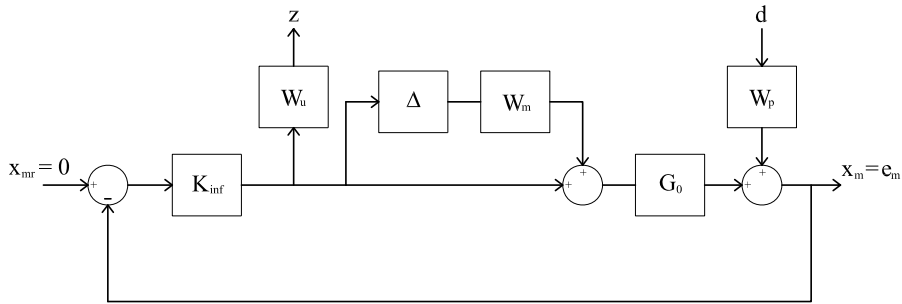 z
d
W_u
Δ
W_m
W_p
x_mr = 0
+
-
K_inf
+
+
G_0
+
+
x_m = e_m